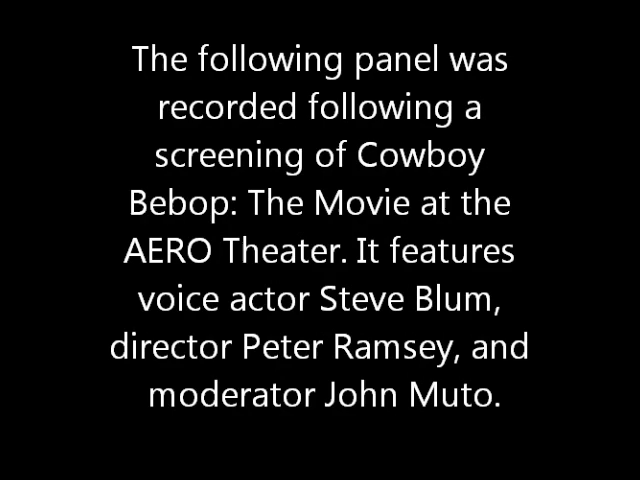 The following panel was
recorded following a
screening of Cowboy
Bebop: The Movie at the
AERO Theater. It features
voice actor Steve Blum,
director Peter Ramsey, and
moderator John Muto.